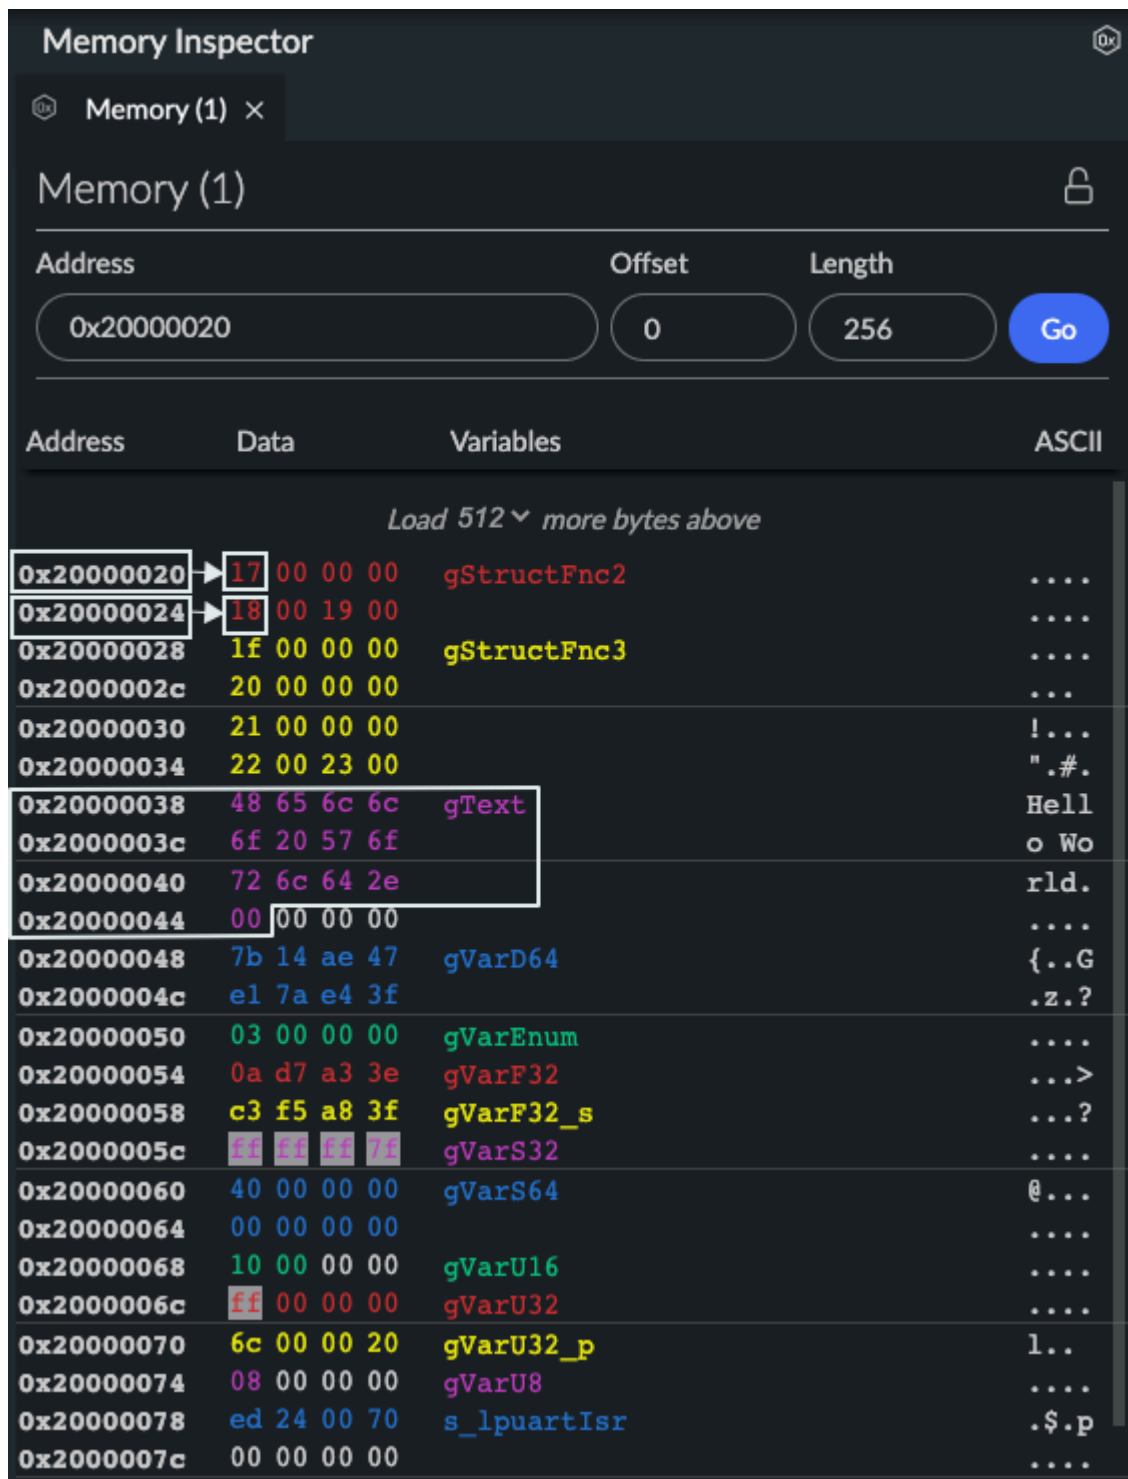 Memory Inspector
Memory (1) ×
Memory (1)
Address Offset Length
0x20000020 0 256 Go
Address Data Variables ASCII
Load 512 more bytes above
0x20000020 17 00 00 00 gStructFnc2 ....
0x20000024 18 00 19 00 ....
0x20000028 1f 00 00 00 gStructFnc3 ....
0x2000002c 20 00 00 00 ...
0x20000030 21 00 00 00 !...
0x20000034 22 00 23 00 ".#.
0x20000038 48 65 6c 6c gText Hell
0x2000003c 6f 20 57 6f o Wo
0x20000040 72 6c 64 2e rld.
0x20000044 00 00 00 00 ....
0x20000048 7b 14 ae 47 gVarD64 {..G
0x2000004c e1 7a e4 3f .z.?
0x20000050 03 00 00 00 gVarEnum ....
0x20000054 0a d7 a3 3e gVarF32 ...>
0x20000058 c3 f5 a8 3f gVarF32_s ...?
0x2000005c ff ff ff 7f gVarS32 ....
0x20000060 40 00 00 00 gVarS64 @...
0x20000064 00 00 00 00 ....
0x20000068 10 00 00 00 gVarU16 ....
0x2000006c ff 00 00 00 gVarU32 ....
0x20000070 6c 00 00 20 gVarU32_p l..
0x20000074 08 00 00 00 gVarU8 ....
0x20000078 ed 24 00 70 s_lpuartIsr .$.p
0x2000007c 00 00 00 00 ....